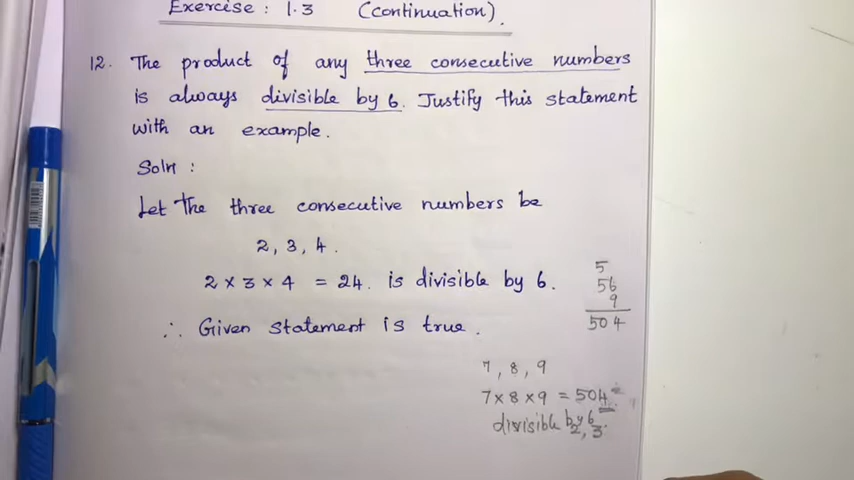 Exercise : 1.3 (continuation).
12. The product of any three consecutive numbers
is always divisible by 6. Justify this statement
with an example.
Soln :
Let The three consecutive numbers be
2, 3, 4.
2 × 3 × 4 = 24. is divisible by 6.
∴ Given statement is true.
5
56
9
504
7, 8, 9
7 × 8 × 9 = 504
divisible by 6
2, 3.